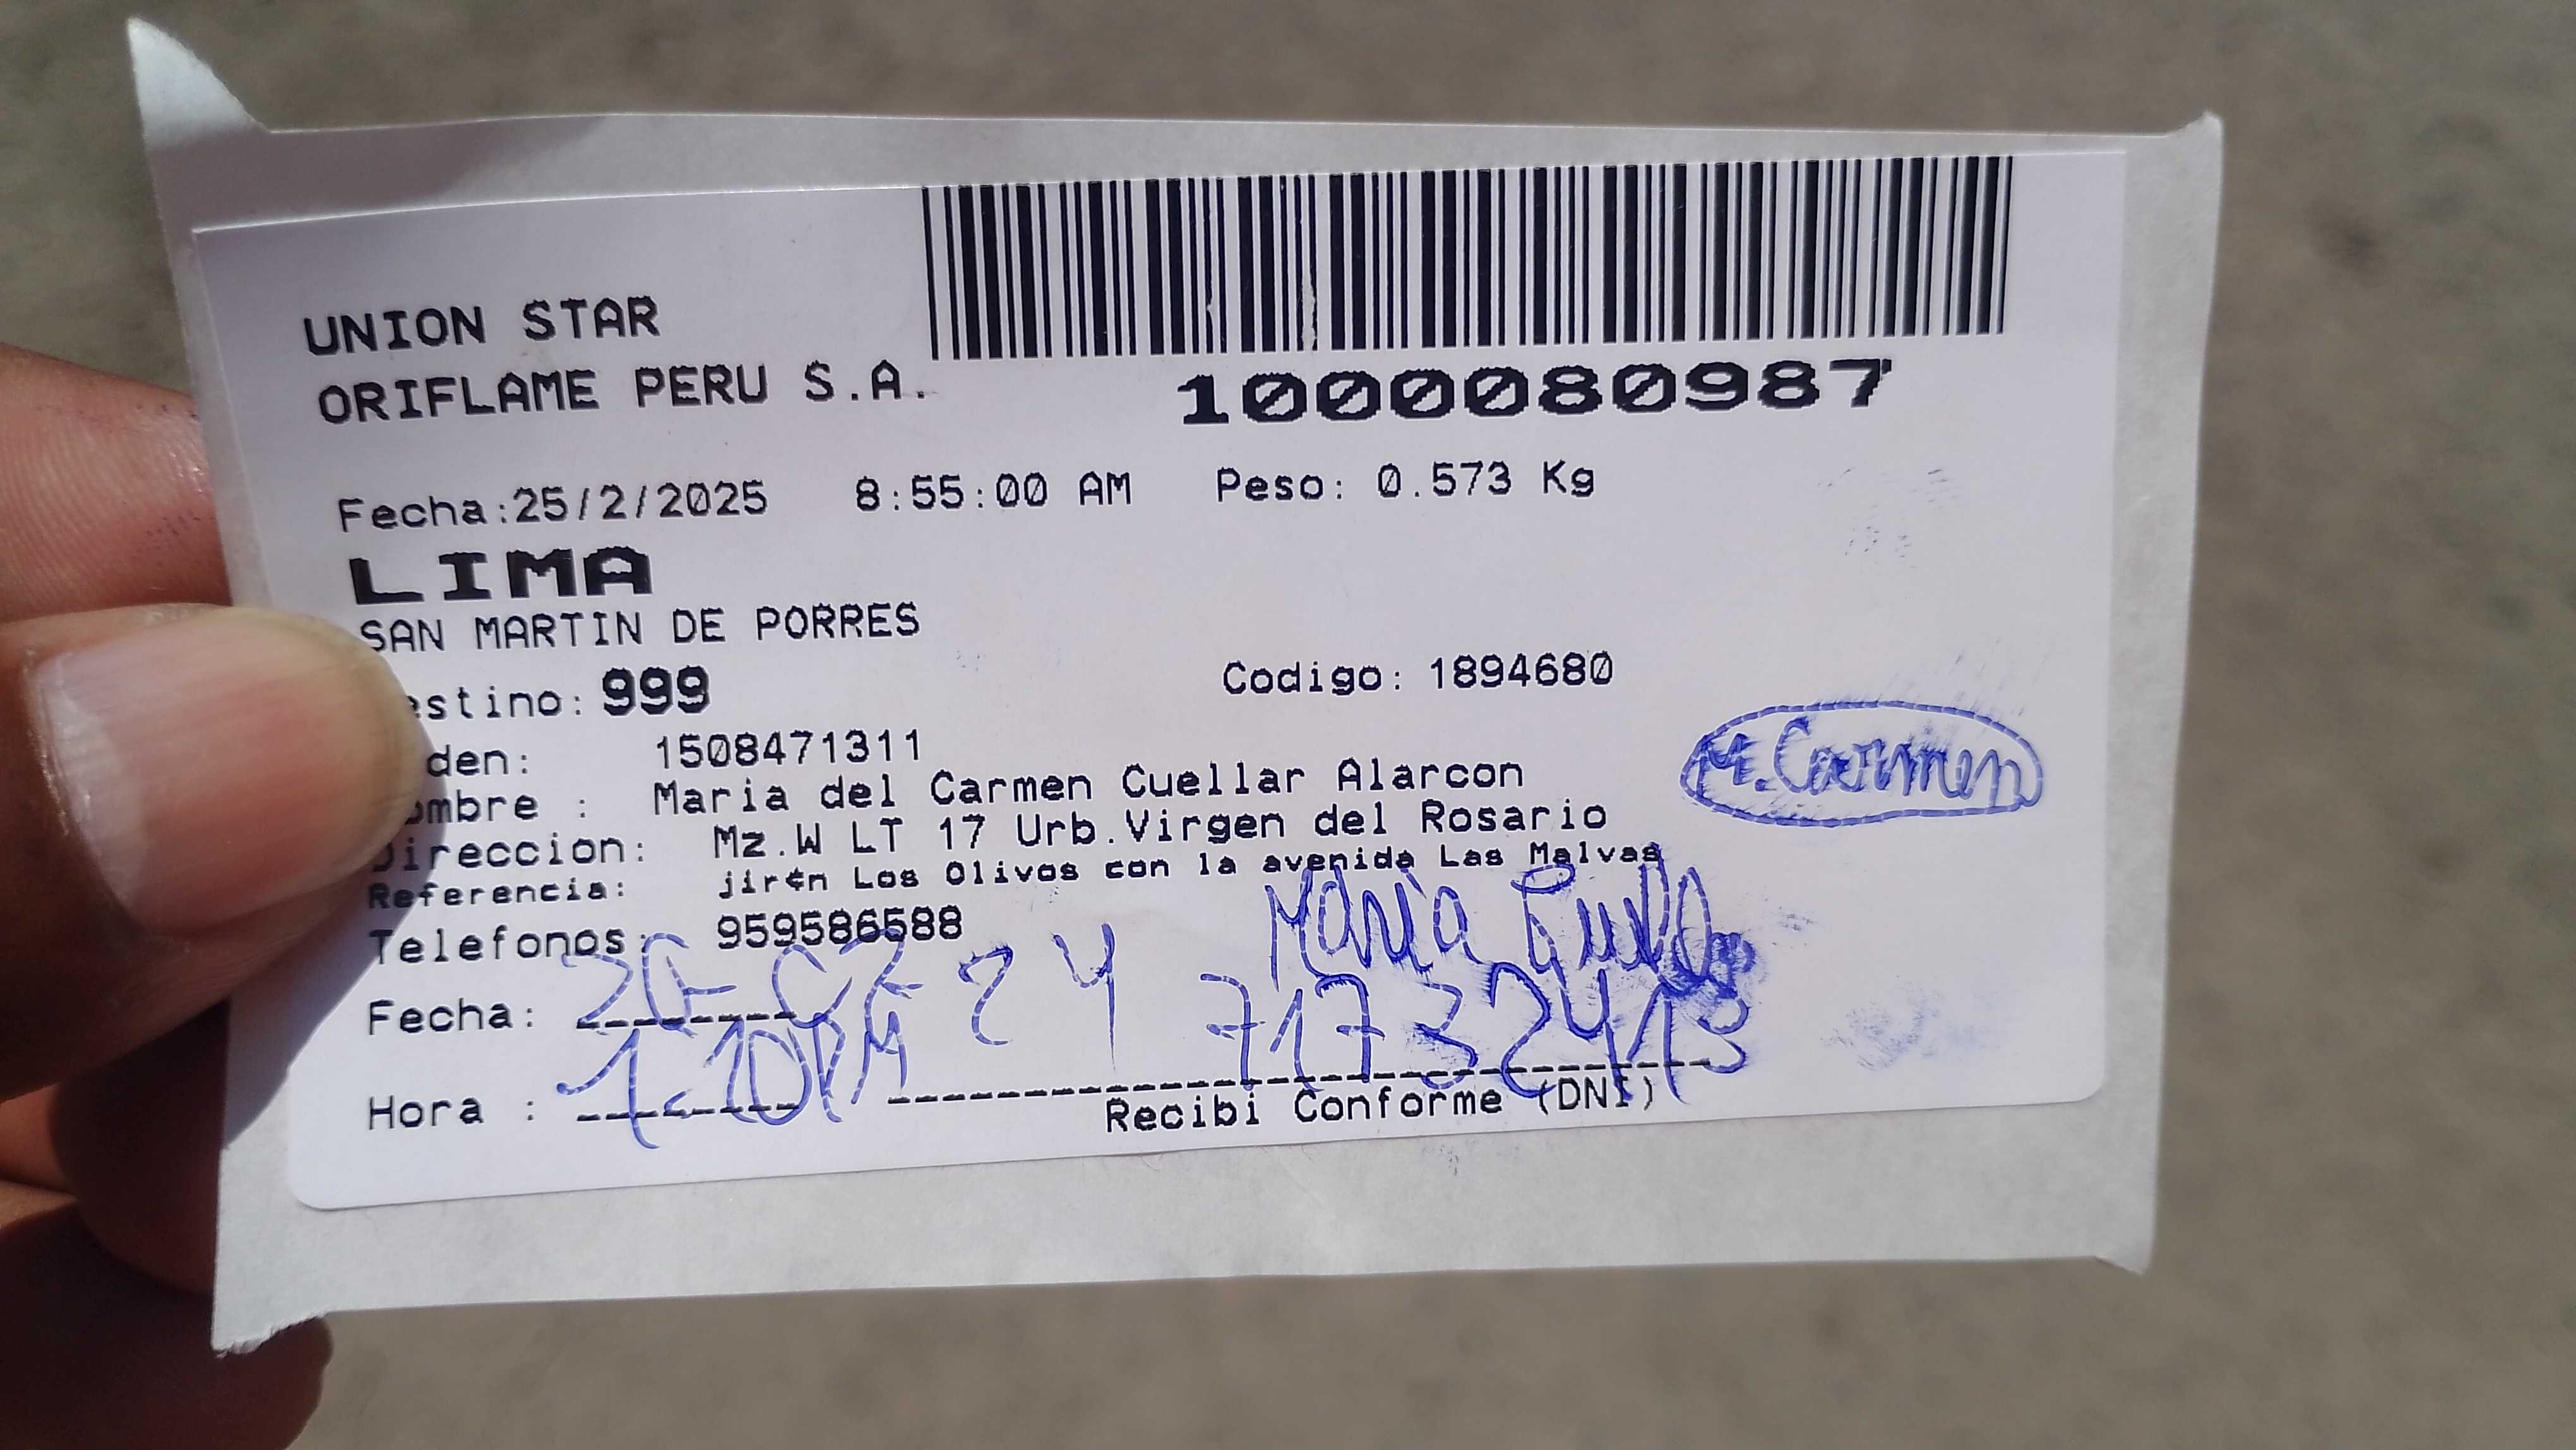 UNION STAR
ORIFLAME PERU S.A.
1000080987
Fecha:25/2/2025 8:55:00 AM Peso: 0.573 Kg
LIMA
SAN MARTIN DE PORRES
estino: 999 Codigo: 1894680
den: 1508471311
ombre : Maria del Carmen Cuellar Alarcon
M. Carmen
Direccion: Mz.W LT 17 Urb.Virgen del Rosario
Referencia: jir¢n Los Olivos con la avenida Las Malvas
Telefonos: 959586588
Maria
Fecha:
Hora :
Recibi Conforme (DNI)